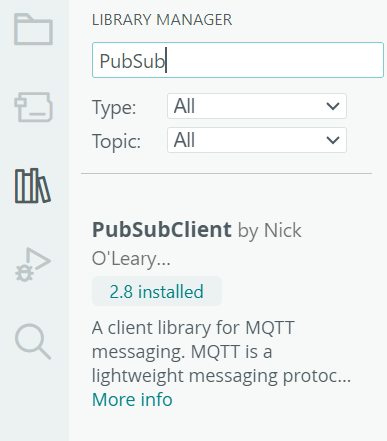 LIBRARY MANAGER
PubSub
Type: All
Topic: All
PubSubClient by Nick
O'Leary...
2.8 installed
A client library for MQTT
messaging. MQTT is a
lightweight messaging protoc...
More info